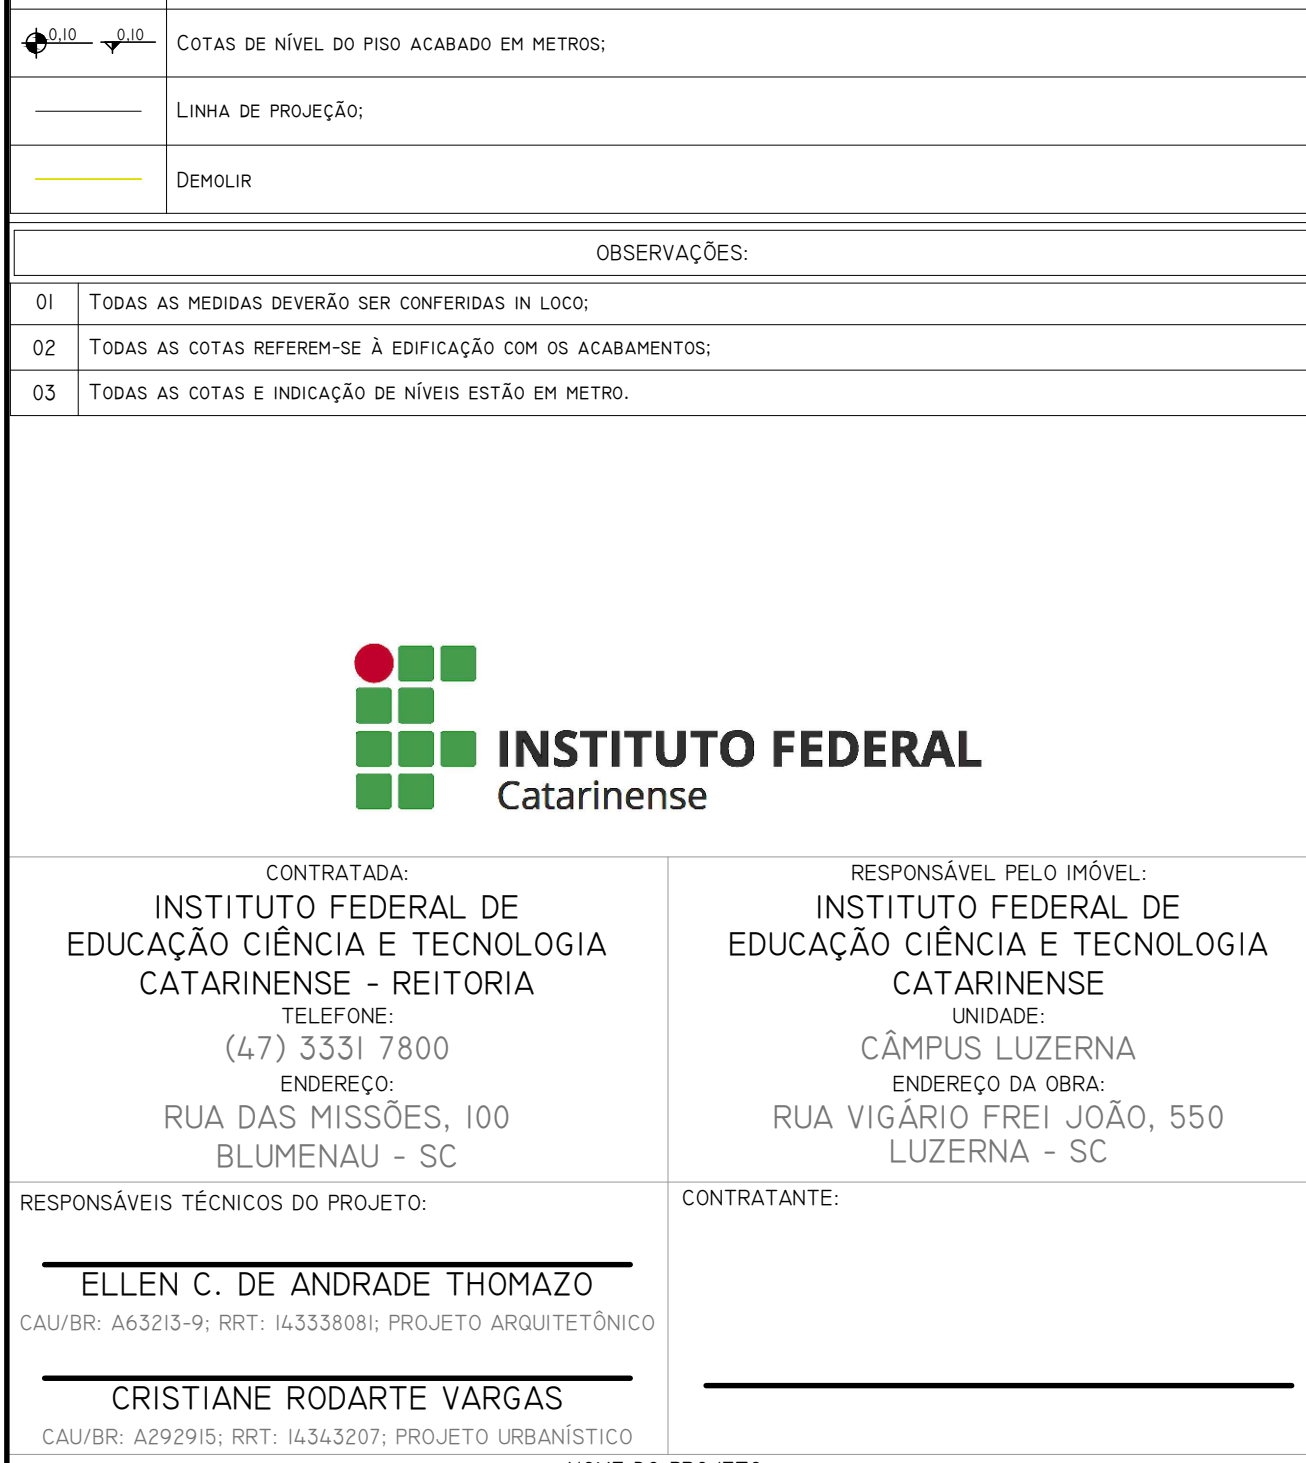 0,10 0,10 COTAS DE NÍVEL DO PISO ACABADO EM METROS;
LINHA DE PROJEÇÃO;
DEMOLIR
OBSERVAÇÕES:
01 TODAS AS MEDIDAS DEVERÃO SER CONFERIDAS IN LOCO;
02 TODAS AS COTAS REFEREM-SE À EDIFICAÇÃO COM OS ACABAMENTOS;
03 TODAS AS COTAS E INDICAÇÃO DE NÍVEIS ESTÃO EM METRO.
INSTITUTO FEDERAL
Catarinense
CONTRATADA:
INSTITUTO FEDERAL DE
EDUCAÇÃO CIÊNCIA E TECNOLOGIA
CATARINENSE - REITORIA
TELEFONE:
(47) 3331 7800
ENDEREÇO:
RUA DAS MISSÕES, 100
BLUMENAU - SC
RESPONSÁVEL PELO IMÓVEL:
INSTITUTO FEDERAL DE
EDUCAÇÃO CIÊNCIA E TECNOLOGIA
CATARINENSE
UNIDADE:
CÂMPUS LUZERNA
ENDEREÇO DA OBRA:
RUA VIGÁRIO FREI JOÃO, 550
LUZERNA - SC
RESPONSÁVEIS TÉCNICOS DO PROJETO:
ELLEN C. DE ANDRADE THOMAZO
CAU/BR: A63213-9; RRT: 14333808I; PROJETO ARQUITETÔNICO
CRISTIANE RODARTE VARGAS
CAU/BR: A292915; RRT: 14343207; PROJETO URBANÍSTICO
CONTRATANTE: